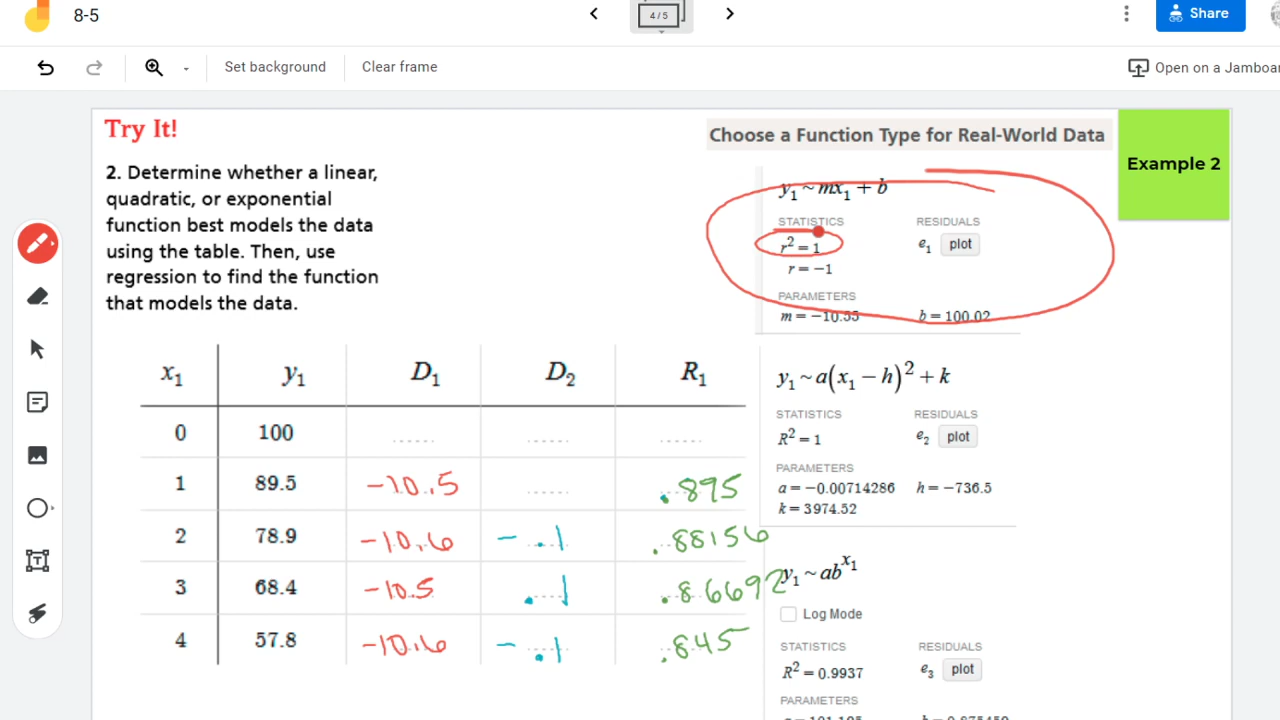 8-5
4 / 5
Share
Set background
Clear frame
Open on a Jamboar
Try It!
2. Determine whether a linear,
quadratic, or exponential
function best models the data
using the table. Then, use
regression to find the function
that models the data.
x₁ y₁ D₁ D₂ R₁
0 100 ...... ...... ......
1 89.5 -10.5 ...... .895
2 78.9 -10.6 -.1 .88156
3 68.4 -10.5 .1 .86692
4 57.8 -10.6 -.1 .845
Choose a Function Type for Real-World Data
Example 2
y₁ ~ mx₁ + b
STATISTICS RESIDUALS
r² = 1 e₁ plot
r = −1
PARAMETERS
m = −10.55 b = 100.02
y₁ ~ a(x₁ − h)² + k
STATISTICS RESIDUALS
R² = 1 e₂ plot
PARAMETERS
a = −0.00714286 h = −736.5
k = 3974.52
y₁ ~ abˣ¹
Log Mode
STATISTICS RESIDUALS
R² = 0.9937 e₃ plot
PARAMETERS